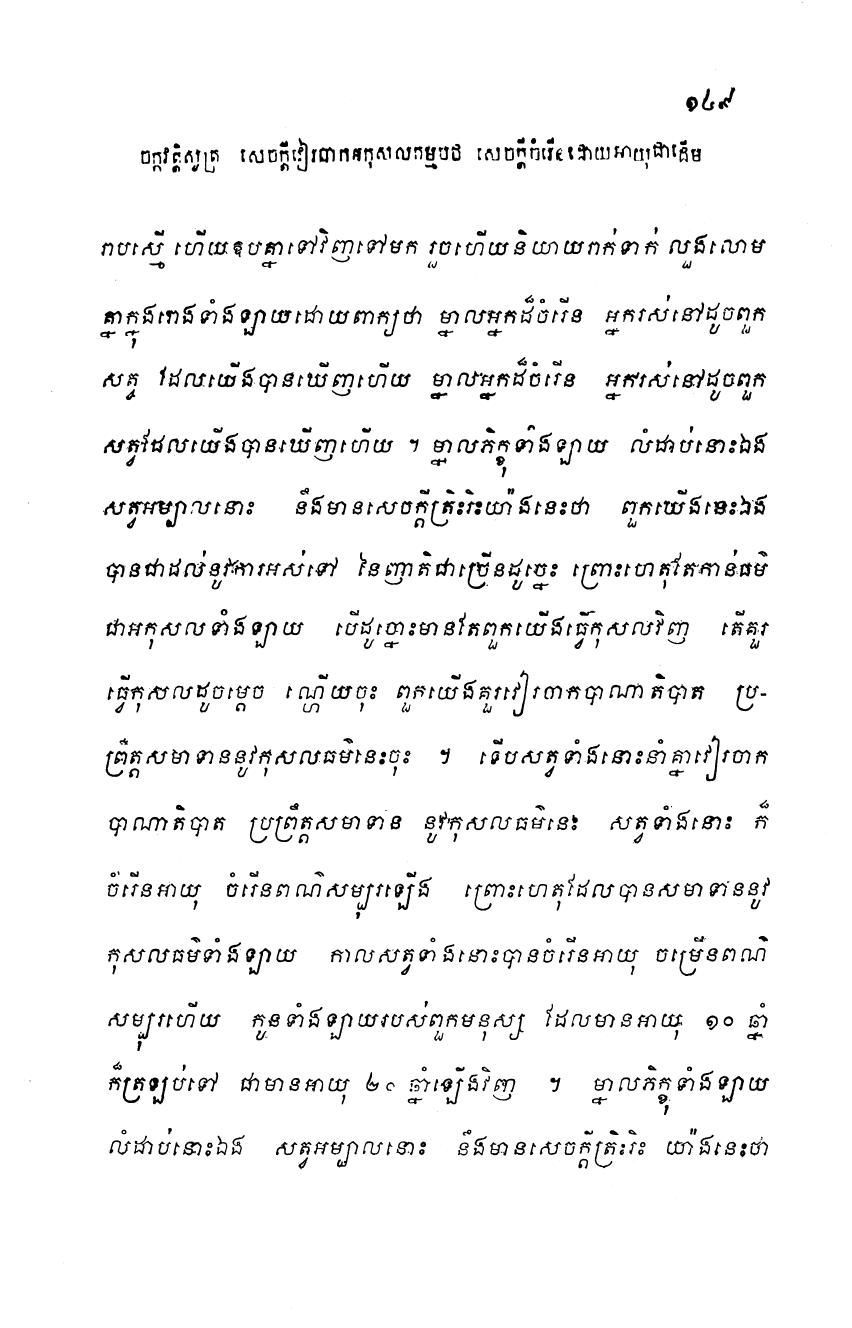 ១៤៩
ចក្កវត្តិសូត្រ សេចក្តីវៀរចាកអកុសលកម្មបថ សេចក្តីចំរើនដោយអាយុជាដើម
រាបស្មើ ហើយឱបគ្នាទៅវិញទៅមក រួចហើយនិយាយរាក់ទាក់ លួងលោម
គ្នាក្នុងរវាងទាំងឡាយដោយពាក្យថា ម្នាលអ្នកដ៏ចំរើន អ្នករស់នៅដូចពួក
សត្វ ដែលយើងបានឃើញហើយ ម្នាលអ្នកដ៏ចំរើន អ្នករស់នៅដូចពួក
សត្វដែលយើងបានឃើញហើយ ។ ម្នាលភិក្ខុទាំងឡាយ លំដាប់នោះឯង
សត្វអម្បាលនោះ នឹងមានសេចក្តីត្រិះរិះយ៉ាងនេះថា ពួកយើងនេះឯង
បានជាដល់នូវការអស់ទៅ នៃញាតិជាច្រើនដូច្នេះ ព្រោះហេតុតែកាន់ធម៌
ជាអកុសលទាំងឡាយ បើដូច្នោះមានតែពួកយើងធ្វើកុសលវិញ តើគួរ
ធ្វើកុសលដូចម្តេច ណ្ហើយចុះ ពួកយើងគួរវៀរចាកបាណាតិបាត ប្រ-
ព្រឹត្តសមាទាននូវកុសលធម៌នេះចុះ ។ ទើបសត្វទាំងនោះនាំគ្នាវៀរចាក
បាណាតិបាត ប្រព្រឹត្តសមាទាន នូវកុសលធម៌នេះ សត្វទាំងនោះ ក៏
ចំរើនអាយុ ចំរើនពណ៌សម្បុរឡើង ព្រោះហេតុដែលបានសមាទាននូវ
កុសលធម៌ទាំងឡាយ កាលសត្វទាំងនោះបានចំរើនអាយុ ចម្រើនពណ៌
សម្បុរហើយ កូនទាំងឡាយរបស់ពួកមនុស្ស ដែលមានអាយុ ១០ ឆ្នាំ
ក៏ត្រឡប់ទៅ ជាមានអាយុ ២០ ឆ្នាំឡើងវិញ ។ ម្នាលភិក្ខុទាំងឡាយ
លំដាប់នោះឯង សត្វអម្បាលនោះ នឹងមានសេចក្តីត្រិះរិះ យ៉ាងនេះថា